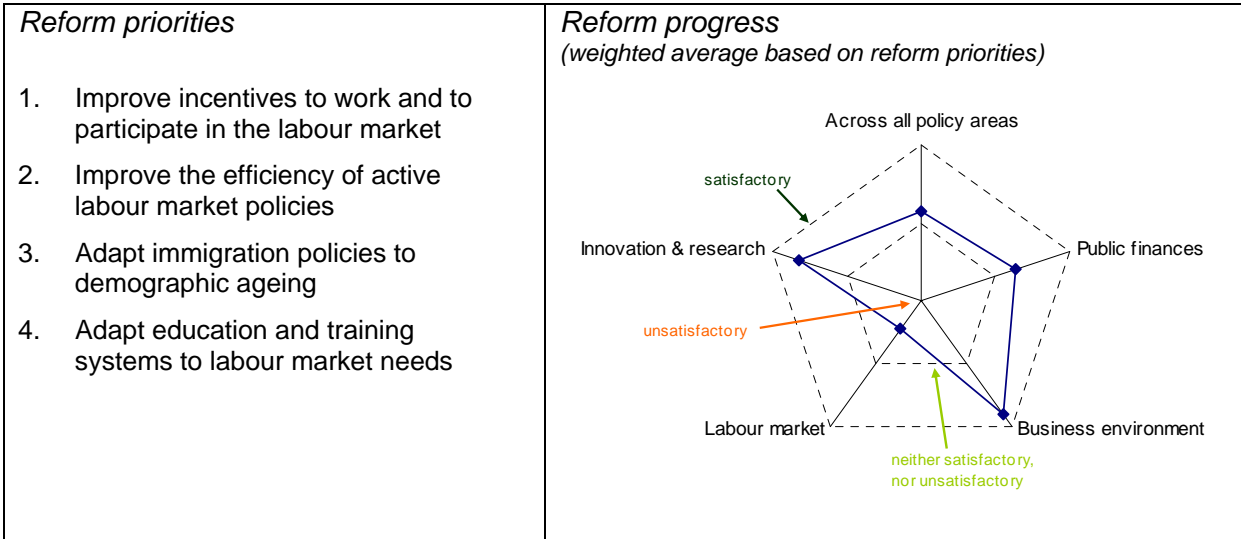 Reform priorities
1. Improve incentives to work and to
participate in the labour market
2. Improve the efficiency of active
labour market policies
3. Adapt immigration policies to
demographic ageing
4. Adapt education and training
systems to labour market needs
Reform progress
(weighted average based on reform priorities)
Across all policy areas
satisfactory
Innovation & research
Public finances
unsatisfactory
Labour market
Business environment
neither satisfactory,
nor unsatisfactory